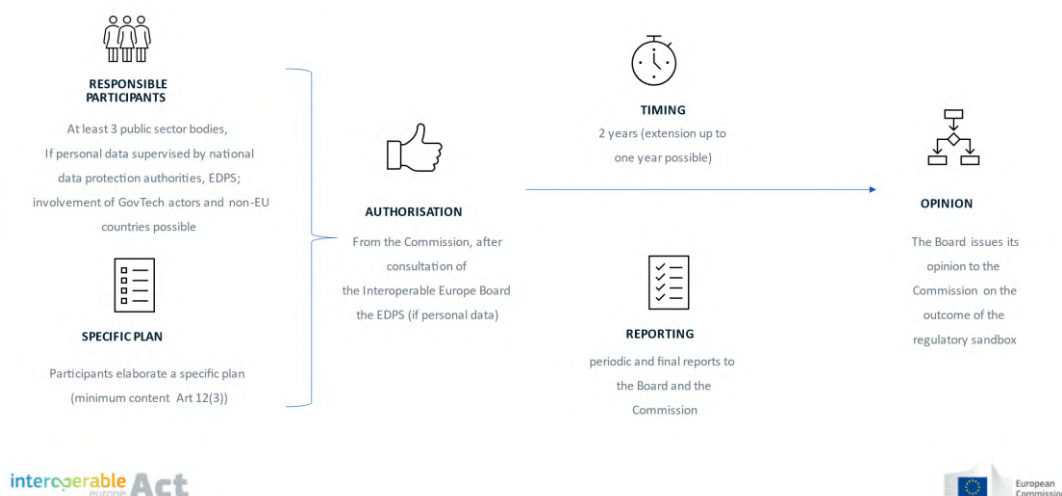 RESPONSIBLE
PARTICIPANTS
At least 3 public sector bodies,
If personal data supervised by national
data protection authorities, EDPS;
involvement of GovTech actors and non-EU
countries possible
SPECIFIC PLAN
Participants elaborate a specific plan
(minimum content Art 12(3))
AUTHORISATION
From the Commission, after
consultation of
the Interoperable Europe Board
the EDPS (if personal data)
TIMING
2 years (extension up to
one year possible)
REPORTING
periodic and final reports to
the Board and the
Commission
OPINION
The Board issues its
opinion to the
Commission on the
outcome of the
regulatory sandbox
interoperable
europe
Act
European
Commission